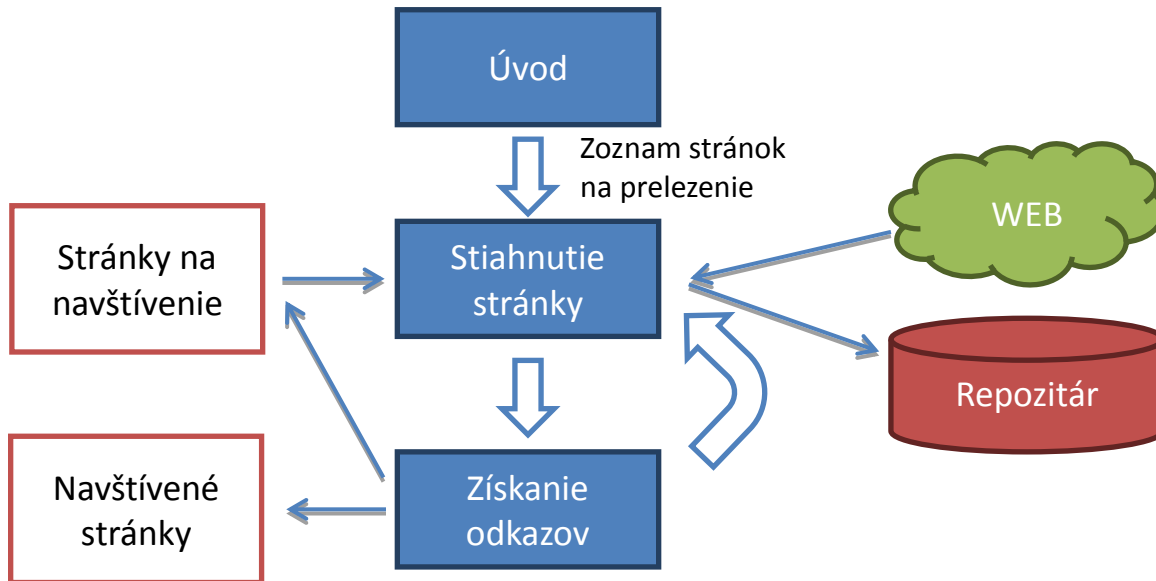 Úvod
Zoznam stránok
na prelezenie
WEB
Stránky na
navštívenie
Stiahnutie
stránky
Repozitár
Navštívené
stránky
Získanie
odkazov